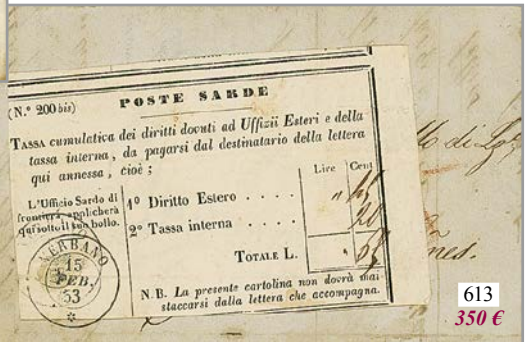 (N.° 200 bis)
POSTE SARDE
TASSA cumulativa dei diritti dovuti ad Uffizii Esteri e della
tassa interna, da pagarsi dal destinatario della lettera
qui annessa, cioè ;
Lire Cent
L'Ufficio Sardo di
frontiera applicherà
qui sotto il suo bollo.
1° Diritto Estero . . . .
2° Tassa interna . . . . 20
TOTALE L.
VERBANO
15
FEB.
53
N. B. La presente cartolina non dovrà mai
staccarsi dalla lettera che accompagna.
613
350 €